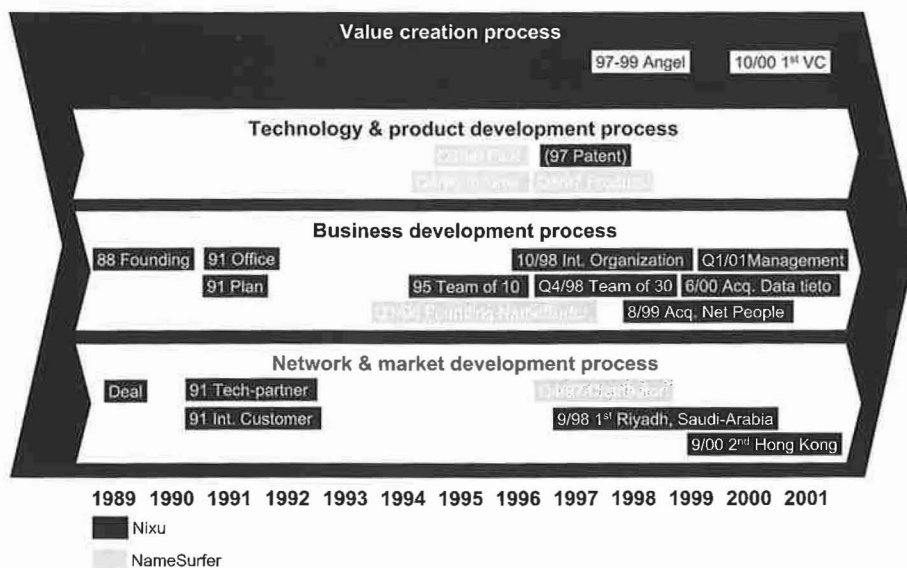 Value creation process
97-99 Angel 10/00 1st VC
Technology & product development process
(97 Patent)
Business development process
88 Founding 91 Office 10/98 Int. Organization Q1/01Management
91 Plan 95 Team of 10 Q4/98 Team of 30 6/00 Acq. Data tieto
Founding NameSurfer 8/99 Acq. Net People
Network & market development process
Deal 91 Tech-partner
91 Int. Customer 9/98 1st Riyadh, Saudi-Arabia
9/00 2nd Hong Kong
1989 1990 1991 1992 1993 1994 1995 1996 1997 1998 1999 2000 2001
Nixu
NameSurfer